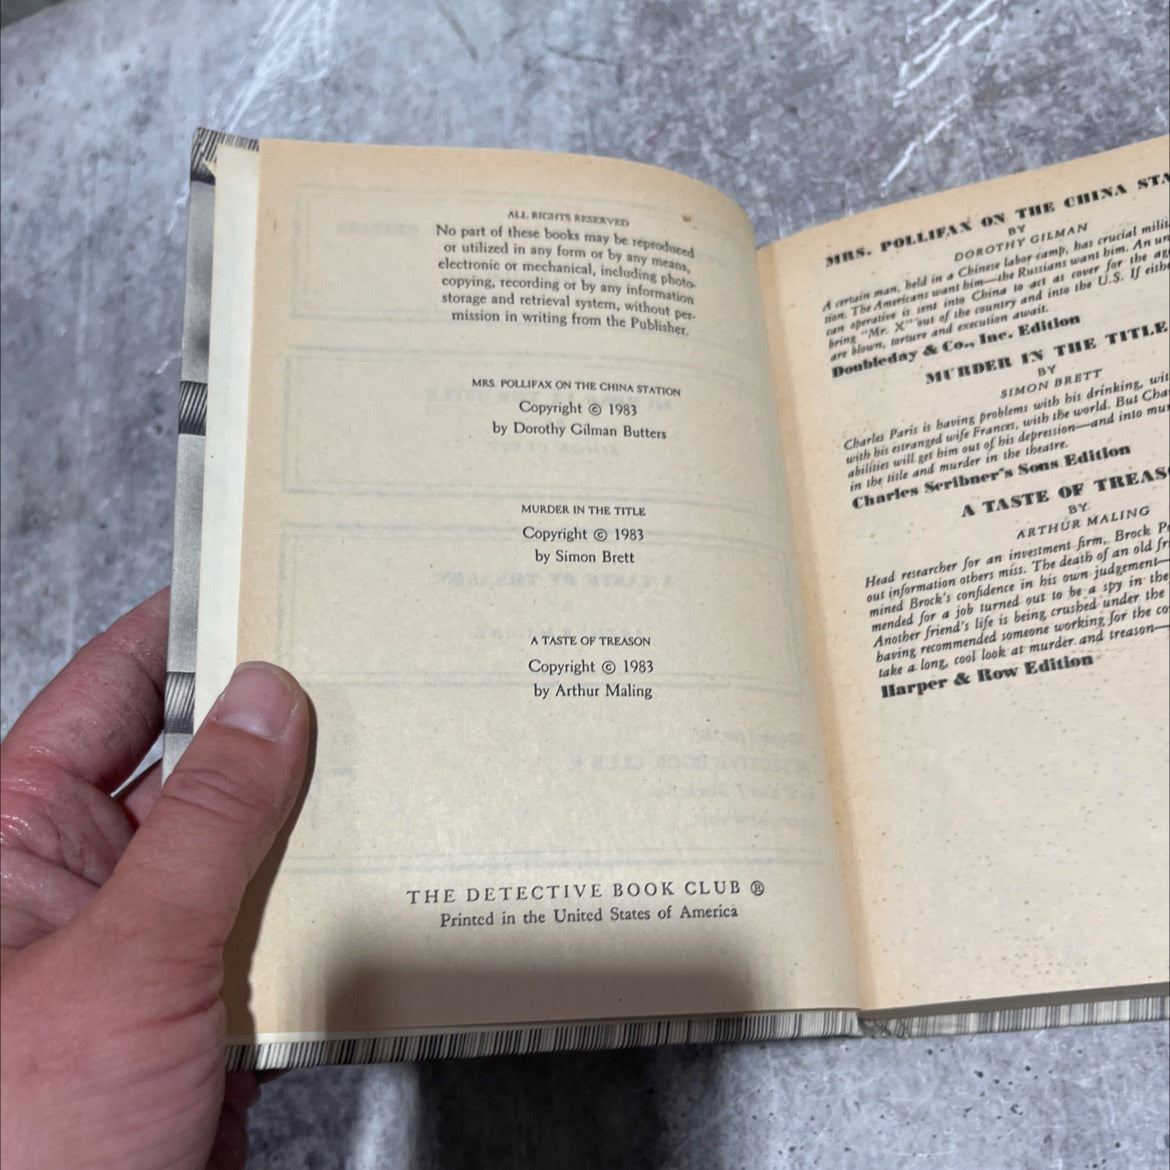 ALL RIGHTS RESERVED
No part of these books may be reproduced
or utilized in any form or by any means,
electronic or mechanical, including photo-
copying, recording or by any information
storage and retrieval system, without per-
mission in writing from the Publisher.
MRS. POLLIFAX ON THE CHINA STATION
Copyright © 1983
by Dorothy Gilman Butters
MURDER IN THE TITLE
Copyright © 1983
by Simon Brett
A TASTE OF TREASON
Copyright © 1983
by Arthur Maling
THE DETECTIVE BOOK CLUB ®
Printed in the United States of America
MRS. POLLIFAX ON THE CHINA STA
BY
DOROTHY GILMAN
A certain man, held in a Chinese labor camp, has crucial milit
tion. The Americans want him—the Russians want him. An un
can operative is sent into China to act as cover for the age
bring "Mr. X" out of the country and into the U.S. If eithe
are blown, torture and execution await.
Doubleday & Co., Inc. Edition
MURDER IN THE TITLE
BY
SIMON BRETT
Charles Paris is having problems with his drinking, wit
with his estranged wife Frances, with the world. But Cha
abilities will get him out of his depression—and into mur
in the title and murder in the theatre.
Charles Scribner's Sons Edition
A TASTE OF TREASO
BY
ARTHUR MALING
Head researcher for an investment firm, Brock P
out information others miss. The death of an old fr
mined Brock's confidence in his own judgement—
mended for a job turned out to be a spy in the
Another friend's life is being crushed under the
having recommended someone working for the co
take a long, cool look at murder and treason—
Harper & Row Edition